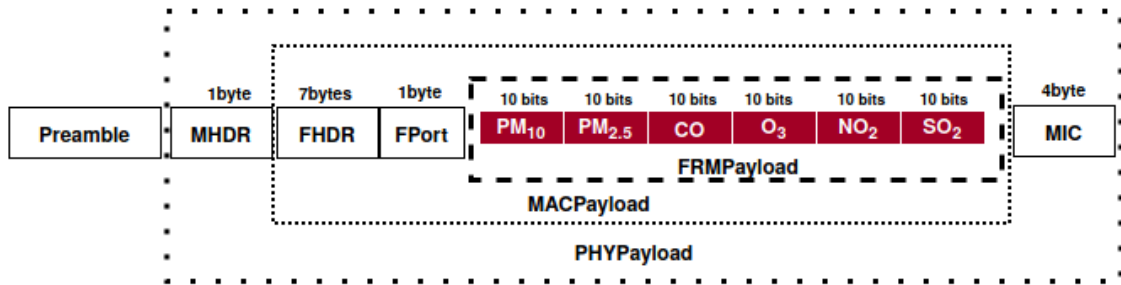 1byte 7bytes 1byte 10 bits 10 bits 10 bits 10 bits 10 bits 10 bits 4byte
Preamble MHDR FHDR FPort PM10 PM2.5 CO O3 NO2 SO2 MIC
FRMPayload
MACPayload
PHYPayload